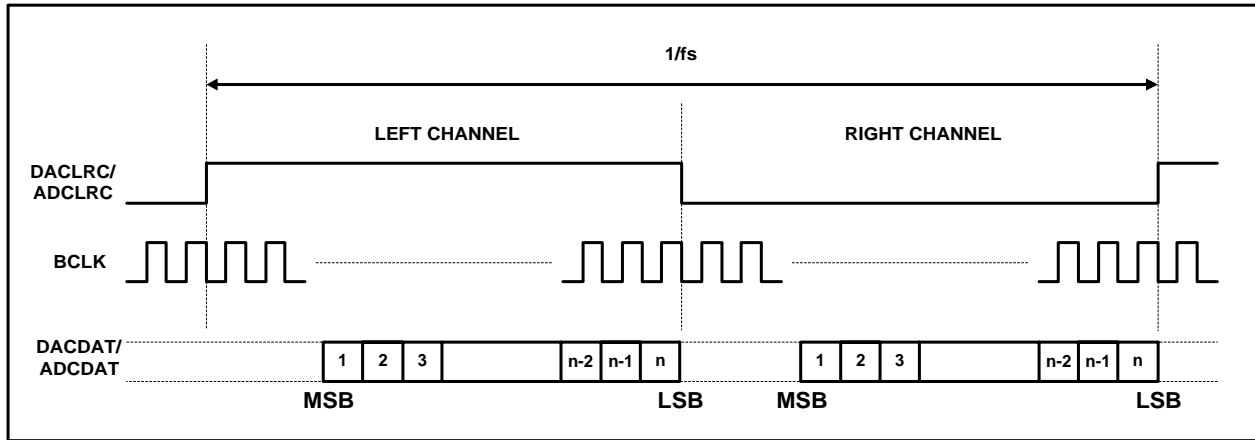 1/fs
LEFT CHANNEL RIGHT CHANNEL
DACLRC/
ADCLRC
BCLK
DACDAT/
ADCDAT
1 2 3 n-2 n-1 n 1 2 3 n-2 n-1 n
MSB LSB MSB LSB